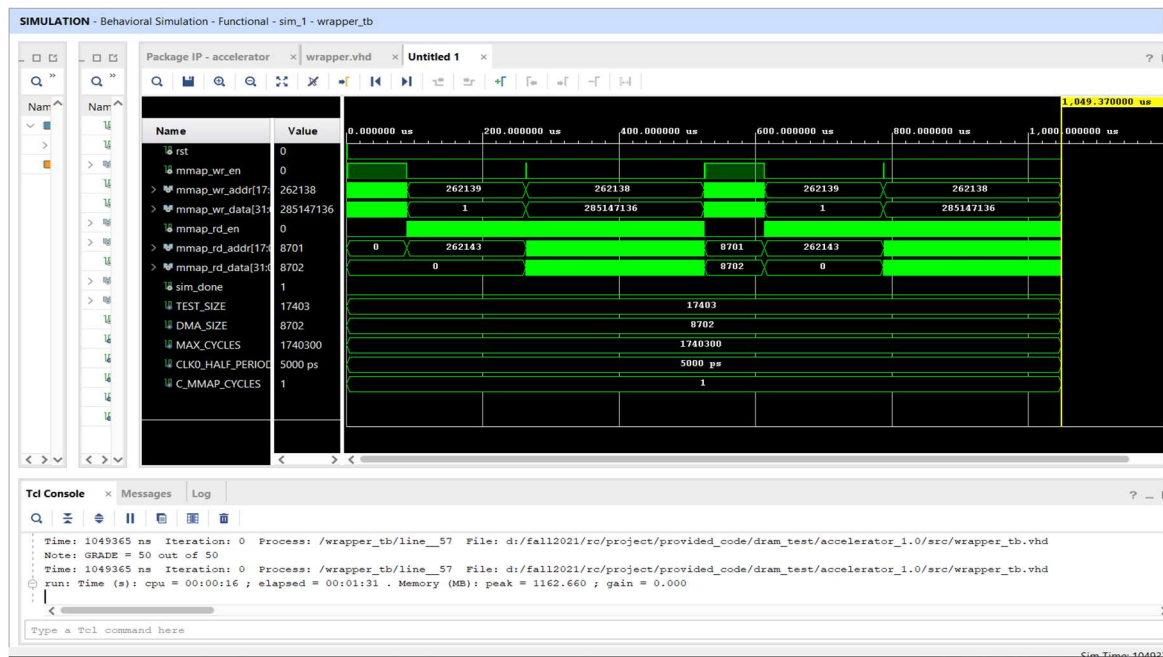 SIMULATION - Behavioral Simulation - Functional - sim_1 - wrapper_tb
Package IP - accelerator × wrapper.vhd × Untitled 1 ×
?
» »
Nam Nam
1,049.370000 us
Name Value
0.000000 us 200.000000 us 400.000000 us 600.000000 us 800.000000 us 1,000.000000 us
rst 0
mmap_wr_en 0
mmap_wr_addr[17: 262138 262139 262138 262139 262138
mmap_wr_data[31: 285147136 1 285147136 1 285147136
mmap_rd_en 0
mmap_rd_addr[17:0 8701 0 262143 8701 262143
mmap_rd_data[31:0 8702 0 8702 0
sim_done 1
TEST_SIZE 17403 17403
DMA_SIZE 8702 8702
MAX_CYCLES 1740300 1740300
CLK0_HALF_PERIOD 5000 ps 5000 ps
C_MMAP_CYCLES 1 1
Tcl Console × Messages Log
? _
Time: 1049365 ns Iteration: 0 Process: /wrapper_tb/line__57 File: d:/fall2021/rc/project/provided_code/dram_test/accelerator_1.0/src/wrapper_tb.vhd
Note: GRADE = 50 out of 50
Time: 1049365 ns Iteration: 0 Process: /wrapper_tb/line__57 File: d:/fall2021/rc/project/provided_code/dram_test/accelerator_1.0/src/wrapper_tb.vhd
run: Time (s): cpu = 00:00:16 ; elapsed = 00:01:31 . Memory (MB): peak = 1162.660 ; gain = 0.000
Type a Tcl command here